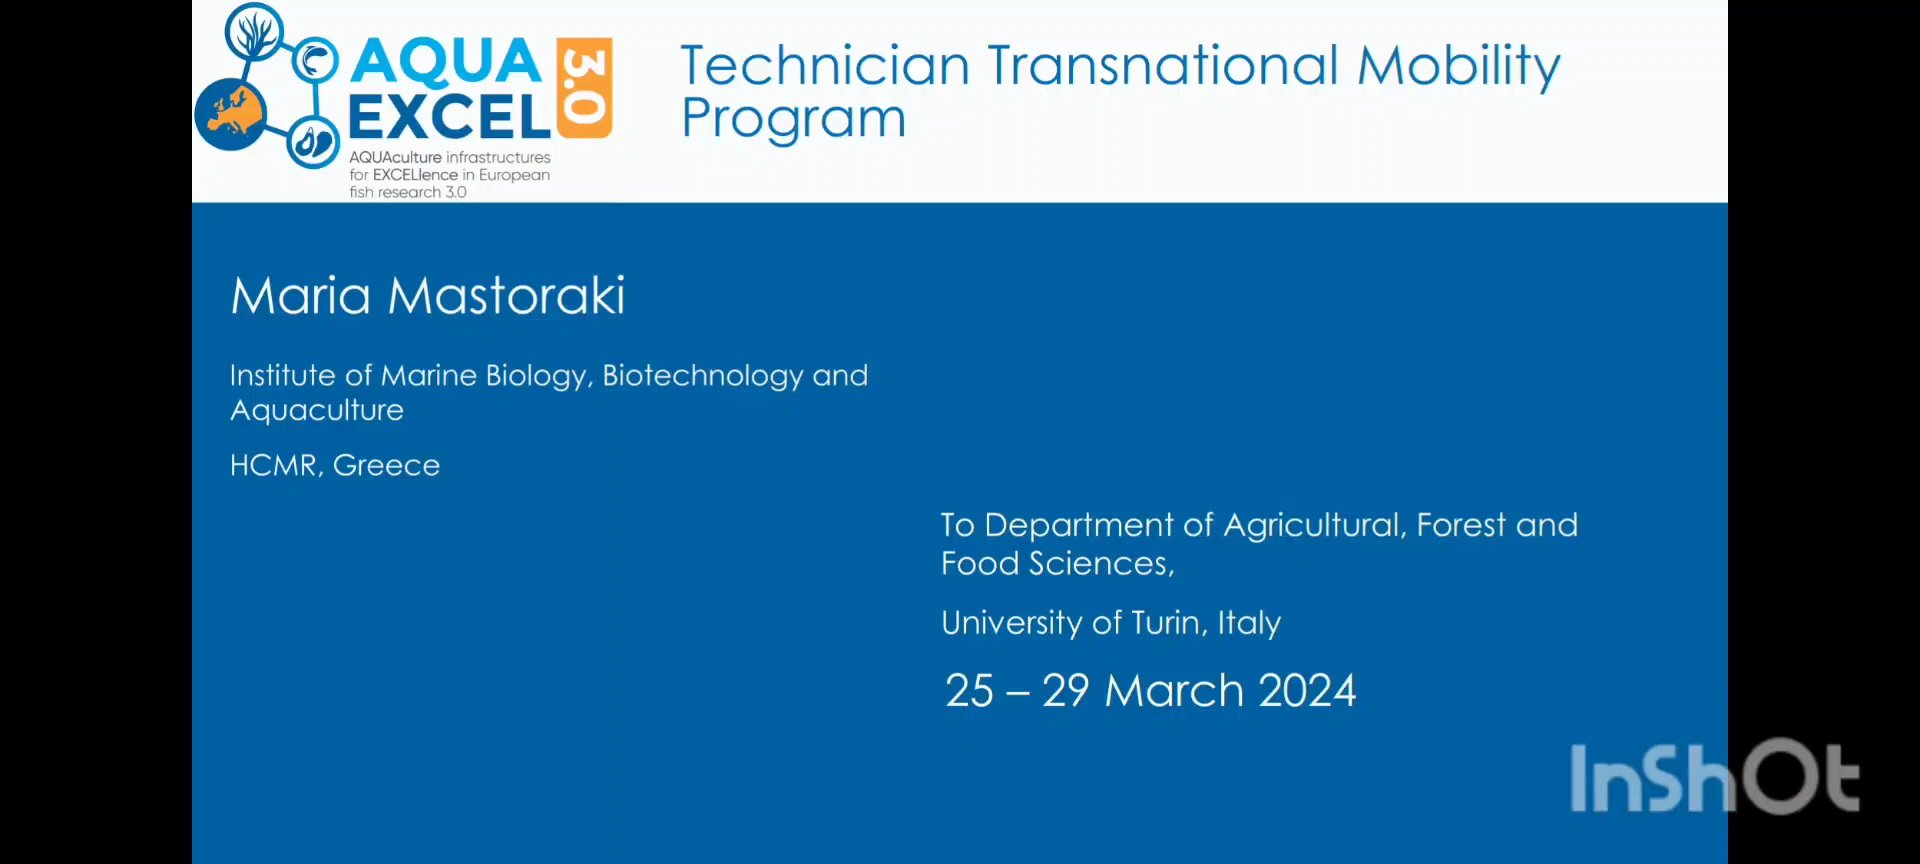 AQUA
EXCEL
3.0
AQUAculture infrastructures
for EXCELlence in European
fish research 3.0
Technician Transnational Mobility
Program
Maria Mastoraki
Institute of Marine Biology, Biotechnology and
Aquaculture
HCMR, Greece
To Department of Agricultural, Forest and
Food Sciences,
University of Turin, Italy
25 – 29 March 2024
InShOt